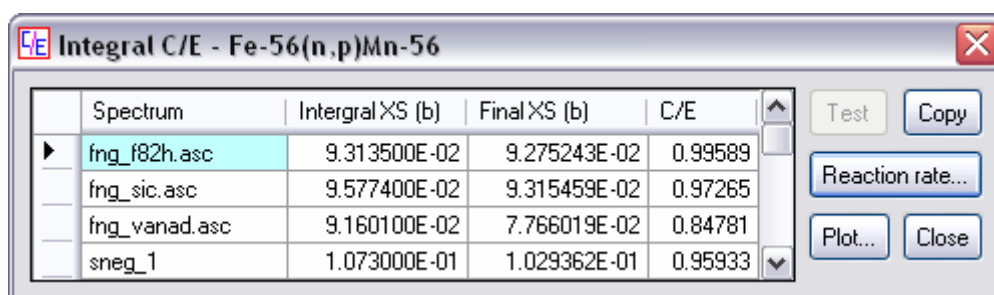 C/E Integral C/E - Fe-56(n,p)Mn-56
Spectrum Intergral XS (b) Final XS (b) C/E Test Copy
fng_f82h.asc 9.313500E-02 9.275243E-02 0.99589
Reaction rate...
fng_sic.asc 9.577400E-02 9.315459E-02 0.97265
fng_vanad.asc 9.160100E-02 7.766019E-02 0.84781
Plot... Close
sneg_1 1.073000E-01 1.029362E-01 0.95933